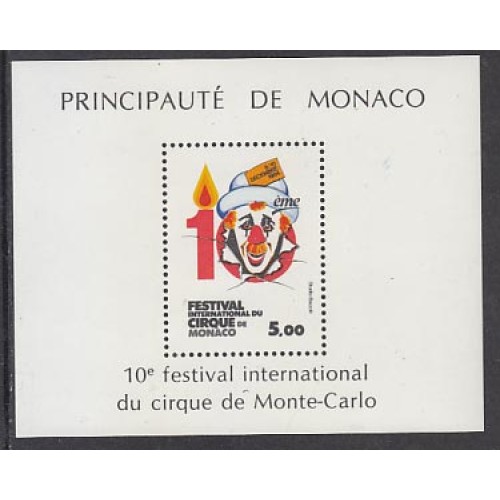 PRINCIPAUTÉ DE MONACO
10
ème
FESTIVAL
INTERNATIONAL DU
CIRQUE DE
MONACO
5,00
10e festival international
du cirque de Monte-Carlo